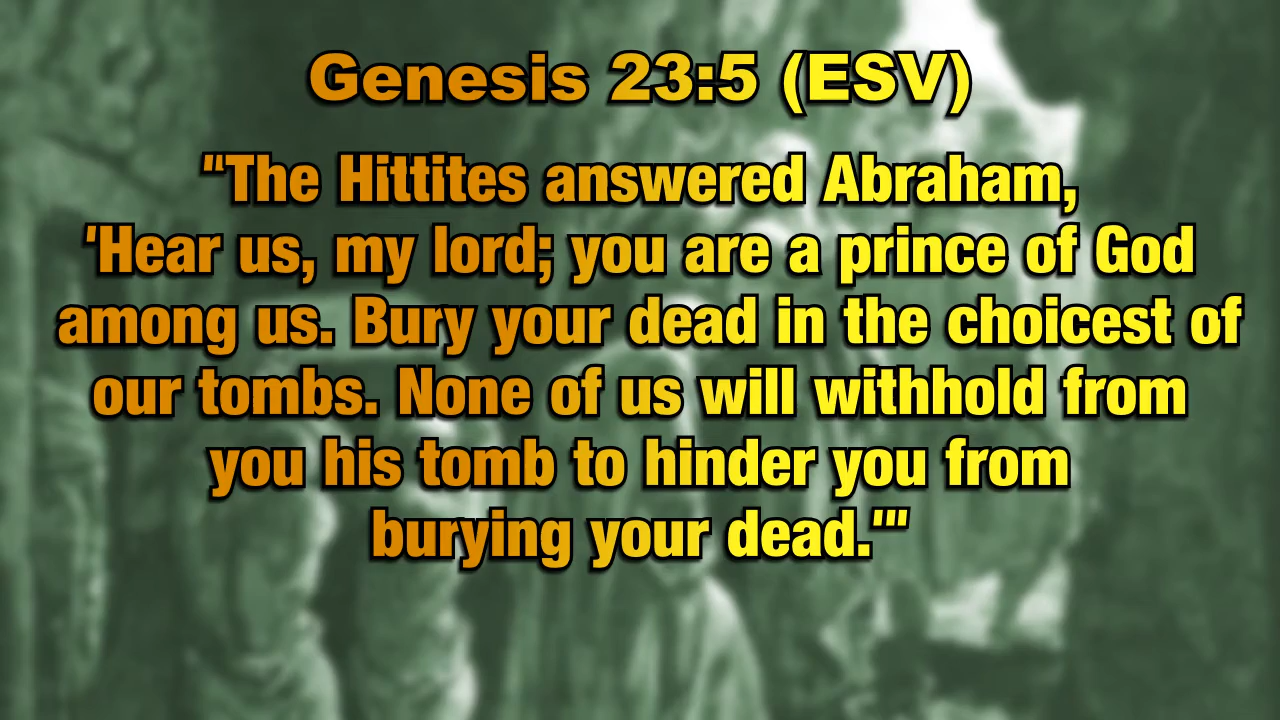 Genesis 23:5 (ESV)
"The Hittites answered Abraham,
'Hear us, my lord; you are a prince of God
among us. Bury your dead in the choicest of
our tombs. None of us will withhold from
you his tomb to hinder you from
burying your dead.'"